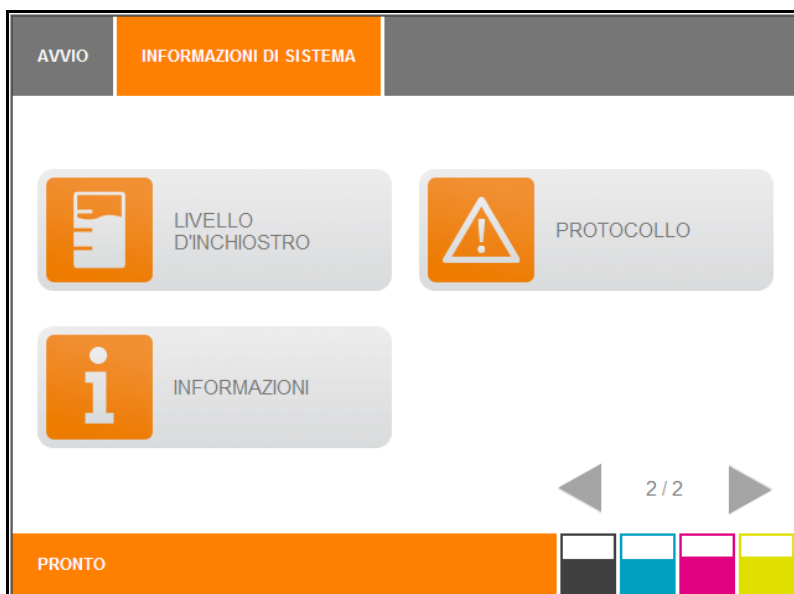 AVVIO
INFORMAZIONI DI SISTEMA
LIVELLO
D'INCHIOSTRO
PROTOCOLLO
INFORMAZIONI
2 / 2
PRONTO